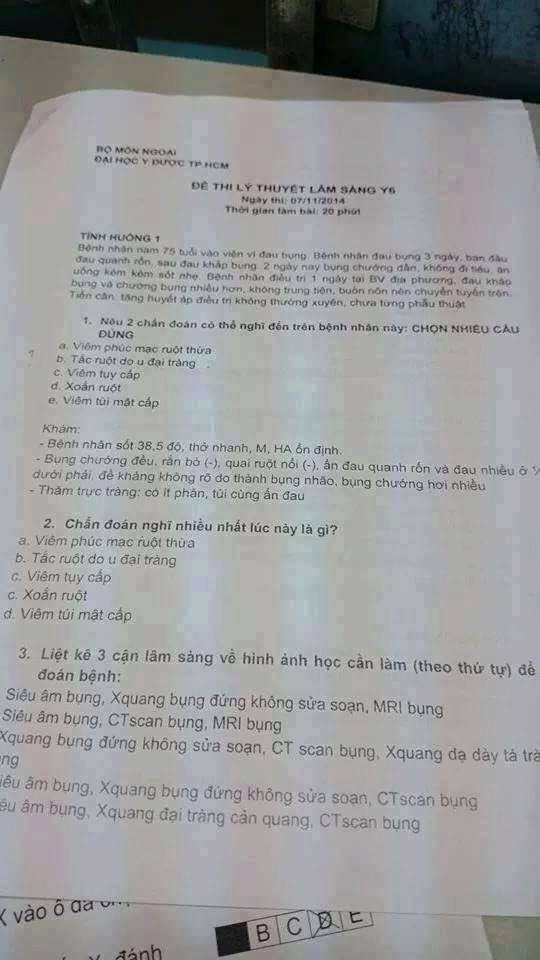 BỘ MÔN NGOẠI
ĐẠI HỌC Y DƯỢC TP HCM
ĐỀ THI LÝ THUYẾT LÂM SÀNG Y6
Ngày thi: 07/11/2014
Thời gian làm bài: 20 phút
TÌNH HUỐNG 1
Bệnh nhân nam 75 tuổi vào viện vì đau bụng. Bệnh nhân đau bụng 3 ngày, ban đầu
đau quanh rốn, sau đau khắp bụng. 2 ngày nay bụng chướng dần, không đi tiêu, ăn
uống kém kèm sốt nhẹ. Bệnh nhân điều trị 1 ngày tại BV địa phương, đau khắp
bụng và chướng bụng nhiều hơn, không trung tiện, buồn nôn nên chuyển tuyến trên.
Tiền căn: tăng huyết áp điều trị không thường xuyên, chưa từng phẫu thuật
1. Nêu 2 chẩn đoán có thể nghĩ đến trên bệnh nhân này: CHỌN NHIỀU CÂU
ĐÚNG
a. Viêm phúc mạc ruột thừa
b. Tắc ruột do u đại tràng
c. Viêm tụy cấp
d. Xoắn ruột
e. Viêm túi mật cấp
Khám:
- Bệnh nhân sốt 38,5 độ, thở nhanh, M, HA ổn định.
- Bụng chướng đều, rắn bò (-), quai ruột nổi (-), ấn đau quanh rốn và đau nhiều ở ¼
dưới phải, đề kháng không rõ do thành bụng nhão, bụng chướng hơi nhiều
- Thăm trực tràng: có ít phân, túi cùng ấn đau
2. Chẩn đoán nghĩ nhiều nhất lúc này là gì?
a. Viêm phúc mạc ruột thừa
b. Tắc ruột do u đại tràng
c. Viêm tụy cấp
c. Xoắn ruột
d. Viêm túi mật cấp
3. Liệt kê 3 cận lâm sàng về hình ảnh học cần làm (theo thứ tự) để
đoán bệnh:
Siêu âm bụng, Xquang bụng đứng không sửa soạn, MRI bụng
Siêu âm bụng, CTscan bụng, MRI bụng
Xquang bụng đứng không sửa soạn, CT scan bụng, Xquang dạ dày tá trà
ng
iêu âm bụng, Xquang bụng đứng không sửa soạn, CTscan bụng
êu âm bụng, Xquang đại tràng cản quang, CTscan bụng
X vào ô đã
B C D E
đánh